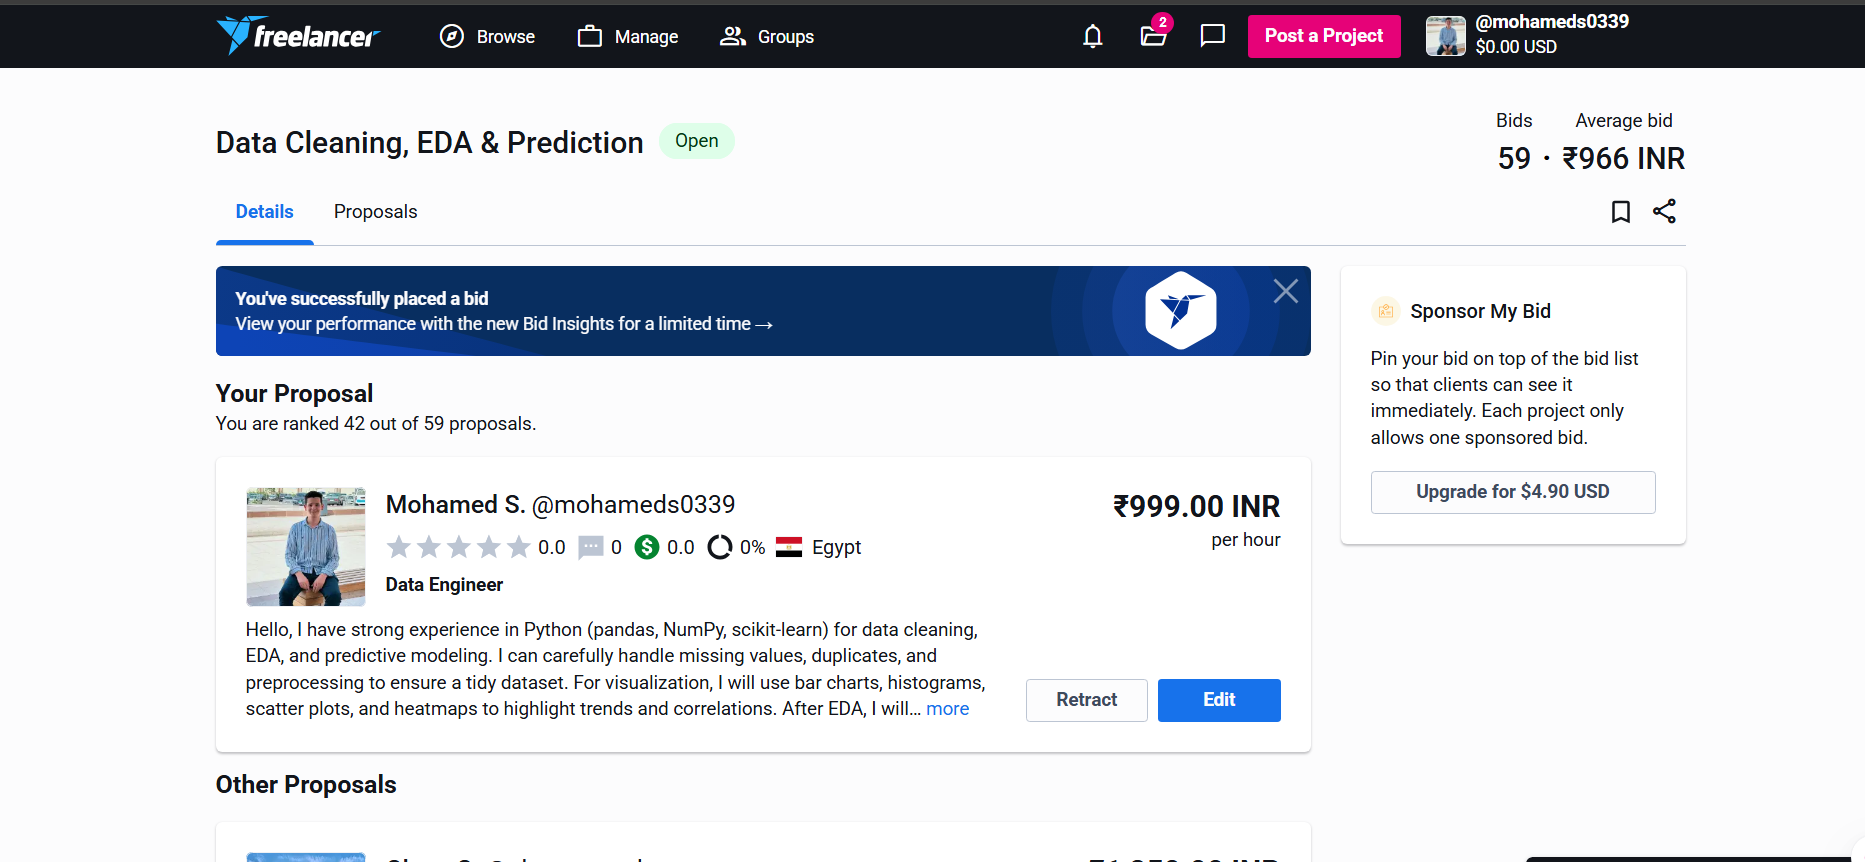 freelancer
Browse
Manage
Groups
2
Post a Project
@mohameds0339
$0.00 USD
Data Cleaning, EDA & Prediction
Open
Bids
Average bid
59 · ₹966 INR
Details
Proposals
You've successfully placed a bid
View your performance with the new Bid Insights for a limited time →
Sponsor My Bid
Pin your bid on top of the bid list
so that clients can see it
immediately. Each project only
allows one sponsored bid.
Upgrade for $4.90 USD
Your Proposal
You are ranked 42 out of 59 proposals.
Mohamed S. @mohameds0339
₹999.00 INR
per hour
0.0 0 0.0 0% Egypt
Data Engineer
Hello, I have strong experience in Python (pandas, NumPy, scikit-learn) for data cleaning,
EDA, and predictive modeling. I can carefully handle missing values, duplicates, and
preprocessing to ensure a tidy dataset. For visualization, I will use bar charts, histograms,
scatter plots, and heatmaps to highlight trends and correlations. After EDA, I will... more
Retract
Edit
Other Proposals